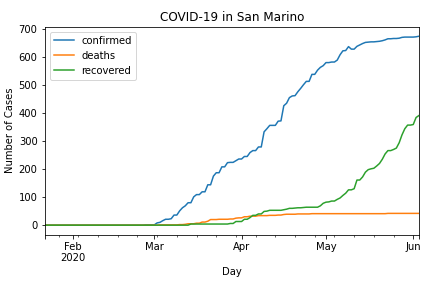 COVID-19 in San Marino
confirmed
deaths
recovered
Number of Cases
700
600
500
400
300
200
100
0
Feb
2020
Mar
Apr
May
Jun
Day